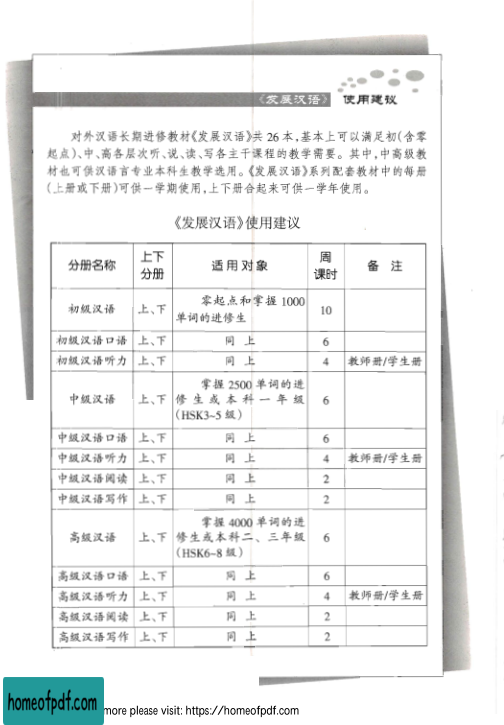 《发展汉语》 使用建议
对外汉语长期进修教材《发展汉语》共 26 本,基本上可以满足初(含零
起点)、中、高各层次听、说、读、写各主干课程的教学需要。其中,中高级教
材也可供汉语言专业本科生教学选用。《发展汉语》系列配套教材中的每册
(上册或下册)可供一学期使用,上下册合起来可供一学年使用。
《发展汉语》使用建议
分册名称 上下分册 适用对象 周课时 备 注
初级汉语 上、下 零起点和掌握 1000 单词的进修生 10
初级汉语口语 上、下 同 上 6
初级汉语听力 上、下 同 上 4 教师册/学生册
中级汉语 上、下 掌握 2500 单词的进修生或本科一年级(HSK3~5 级) 6
中级汉语口语 上、下 同 上 6
中级汉语听力 上、下 同 上 4 教师册/学生册
中级汉语阅读 上、下 同 上 2
中级汉语写作 上、下 同 上 2
高级汉语 上、下 掌握 4000 单词的进修生或本科二、三年级(HSK6~8 级) 6
高级汉语口语 上、下 同 上 6
高级汉语听力 上、下 同 上 4 教师册/学生册
高级汉语阅读 上、下 同 上 2
高级汉语写作 上、下 同 上 2
homeofpdf.com
more please visit: https://homeofpdf.com